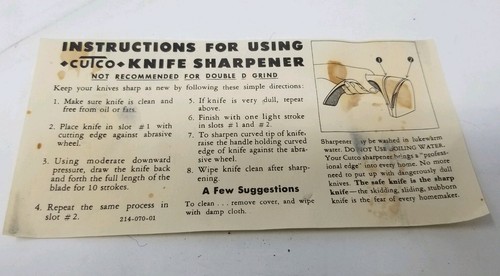 INSTRUCTIONS FOR USING
CUTCO KNIFE SHARPENER
NOT RECOMMENDED FOR DOUBLE D GRIND
Keep your knives sharp as new by following these simple directions:
1. Make sure knife is clean and
free from oil or fats.
2. Place knife in slot #1 with
cutting edge against abrasive
wheel.
3. Using moderate downward
pressure, draw the knife back
and forth the full length of the
blade for 10 strokes.
4. Repeat the same process in
slot #2.
214-070-01
5. If knife is very dull, repeat
above.
6. Finish with one light stroke
in slots #1 and #2.
7. To sharpen curved tip of knife,
raise the handle holding curved
edge of knife against the abra-
sive wheel.
8. Wipe knife clean after sharp-
ening.
A Few Suggestions
To clean . . . remove cover, and wipe
with damp cloth.
Sharpener may be washed in lukewarm
water. DO NOT USE BOILING WATER.
Your Cutco sharpener brings a "profess-
ional edge" into every home. No more
need to put up with dangerously dull
knives. The safe knife is the sharp
knife—the skidding, sliding, stubborn
knife is the fear of every homemaker.